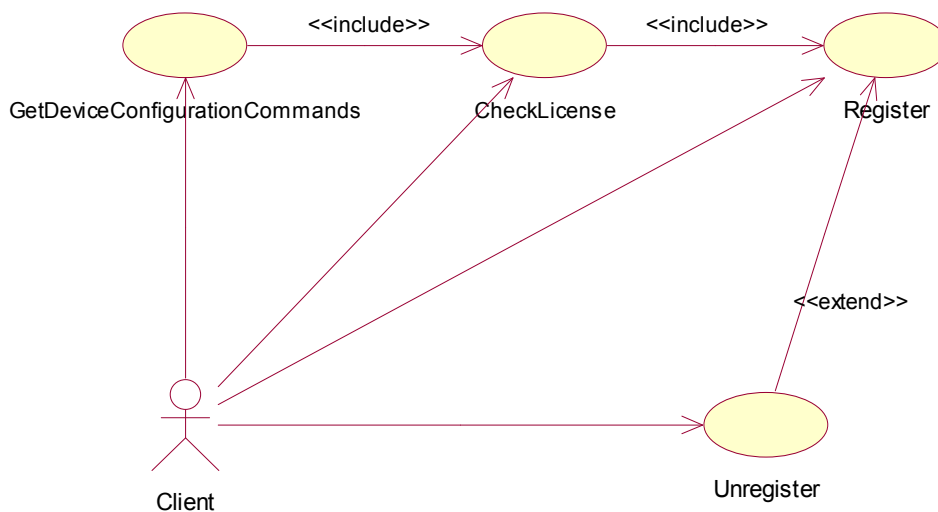 <<include>>
<<include>>
GetDeviceConfigurationCommands
CheckLicense
Register
<<extend>>
Client
Unregister